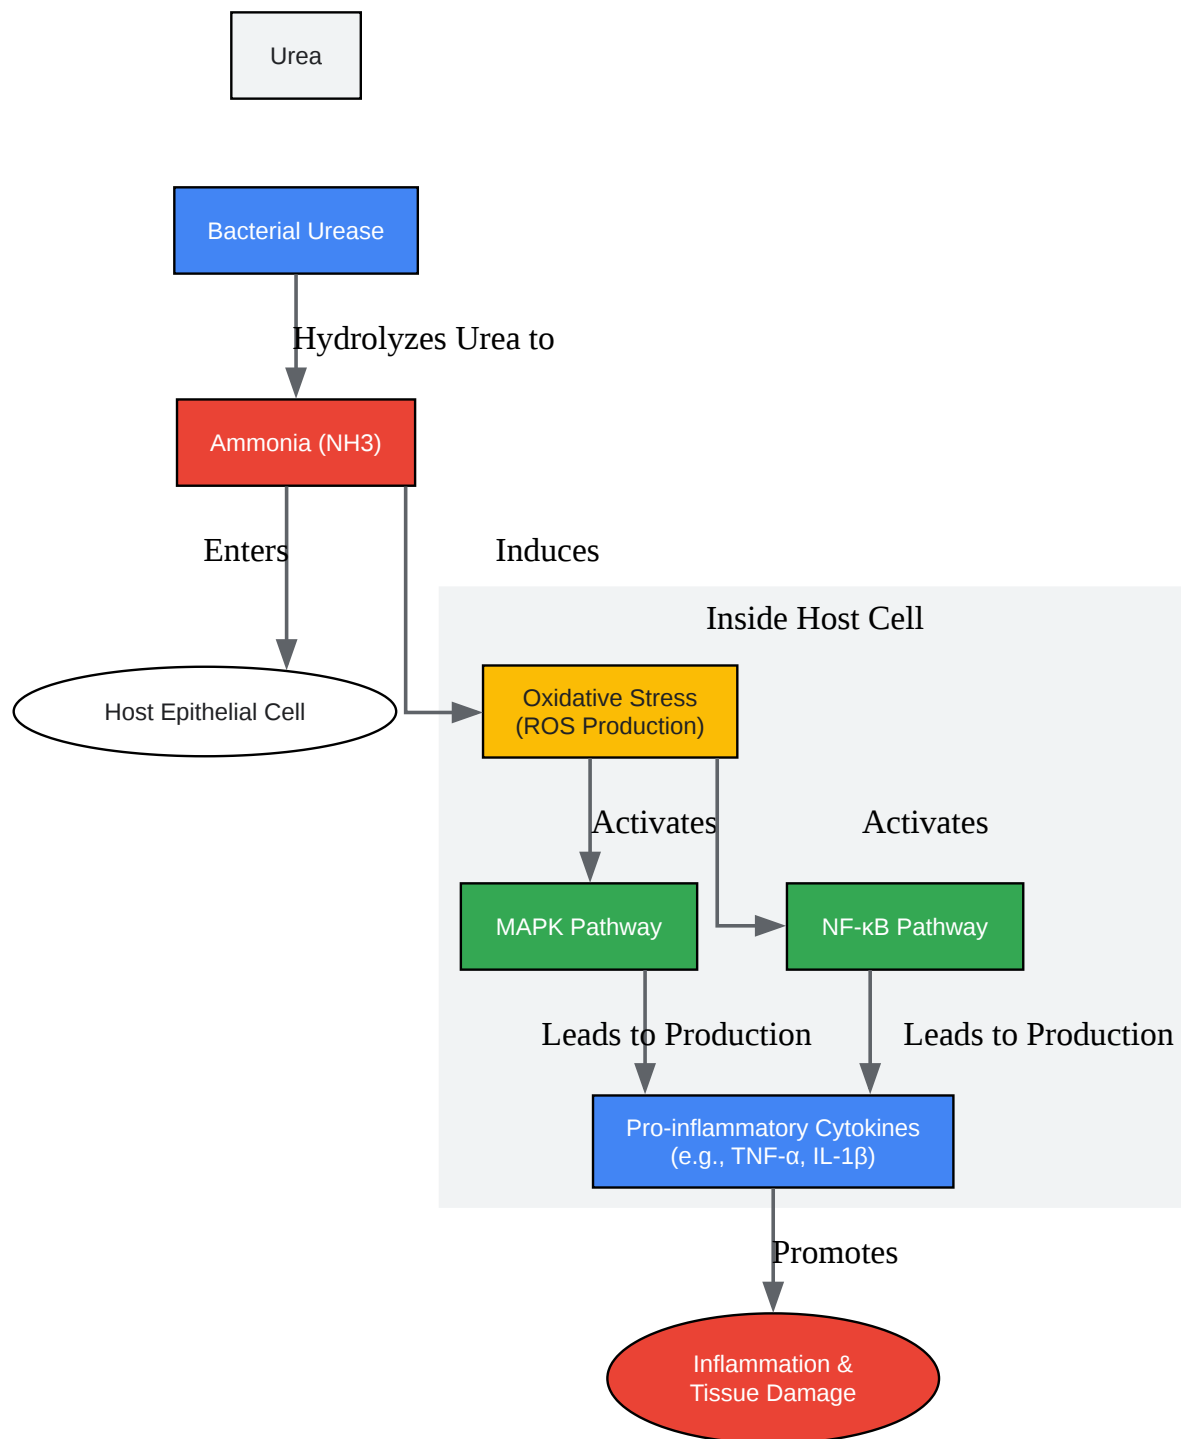 Urea
Bacterial Urease
Hydrolyzes Urea to
Ammonia (NH3)
Enters
Induces
Inside Host Cell
Host Epithelial Cell
Oxidative Stress
(ROS Production)
Activates
Activates
MAPK Pathway
NF-κB Pathway
Leads to Production
Leads to Production
Pro-inflammatory Cytokines
(e.g., TNF-α, IL-1β)
Promotes
Inflammation &
Tissue Damage